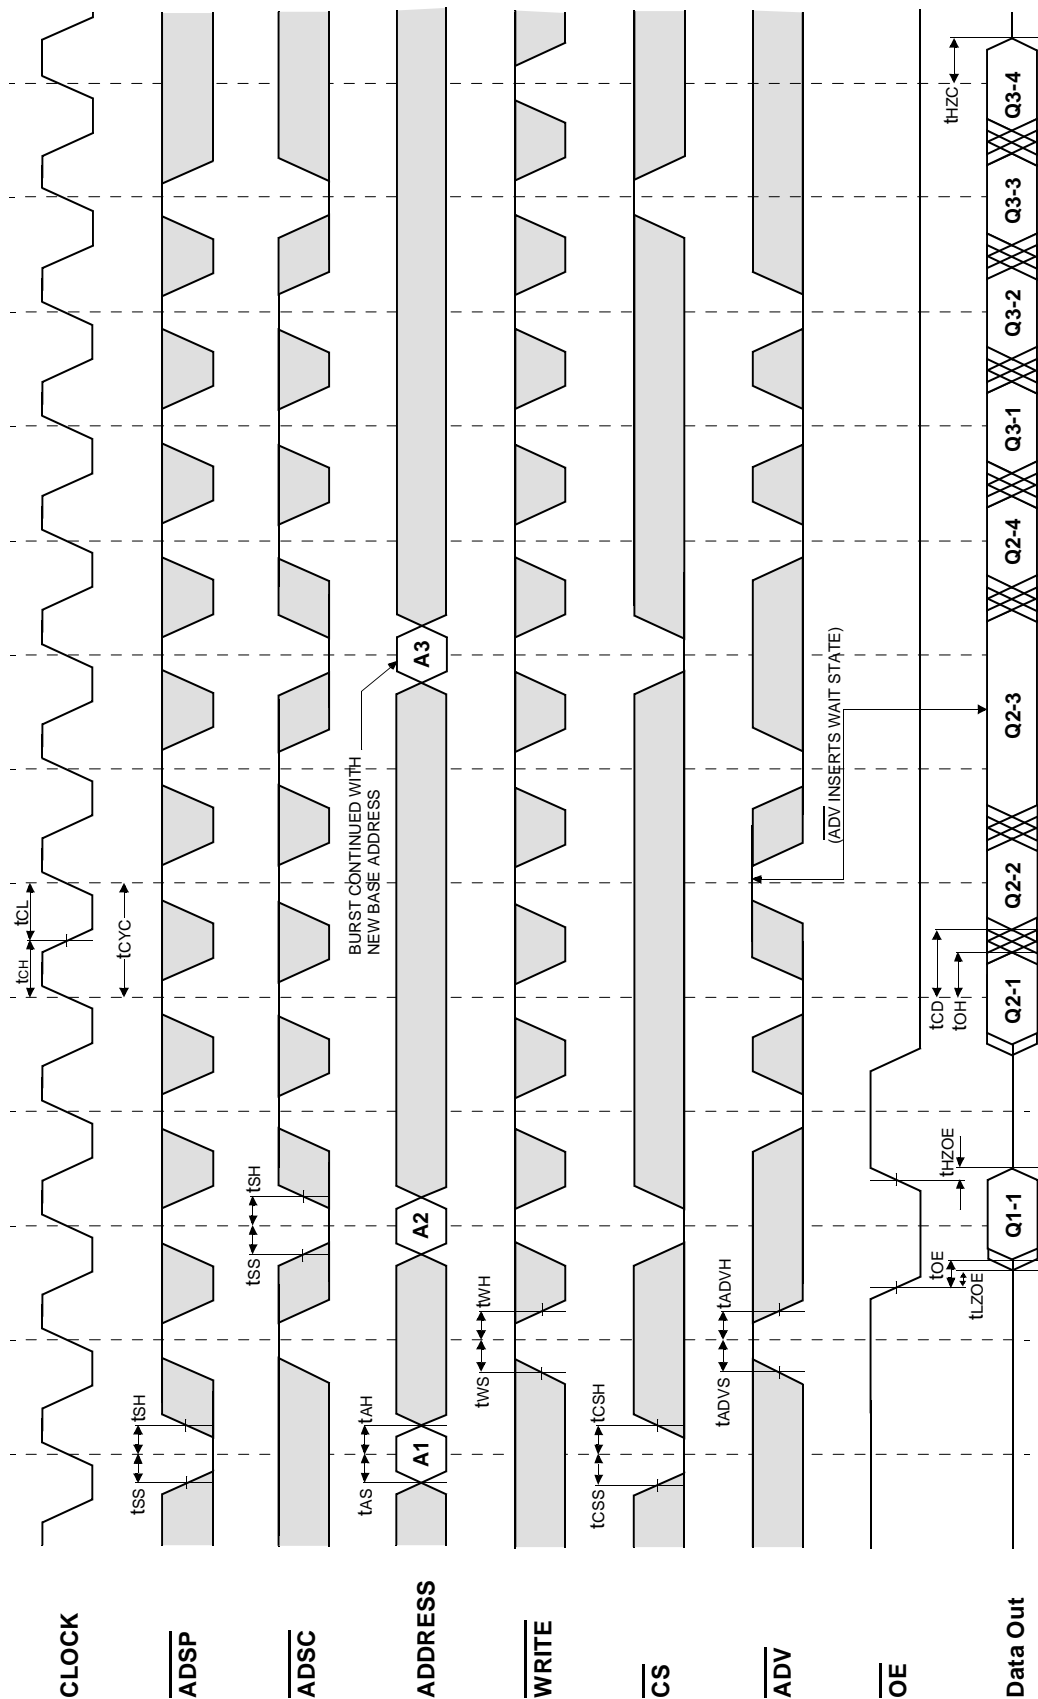 CLOCK
tCH
tCL
tCYC
ADSP
tSS
tSH
ADSC
tSS
tSH
ADDRESS
tAS
tAH
A1
A2
A3
BURST CONTINUED WITH
NEW BASE ADDRESS
WRITE
tWS
tWH
CS
tCSS
tCSH
ADV
tADVS
tADVH
(ADV INSERTS WAIT STATE)
OE
tOE
tLZOE
tHZOE
tCD
tOH
tHZC
Data Out
Q1-1
Q2-1
Q2-2
Q2-3
Q2-4
Q3-1
Q3-2
Q3-3
Q3-4